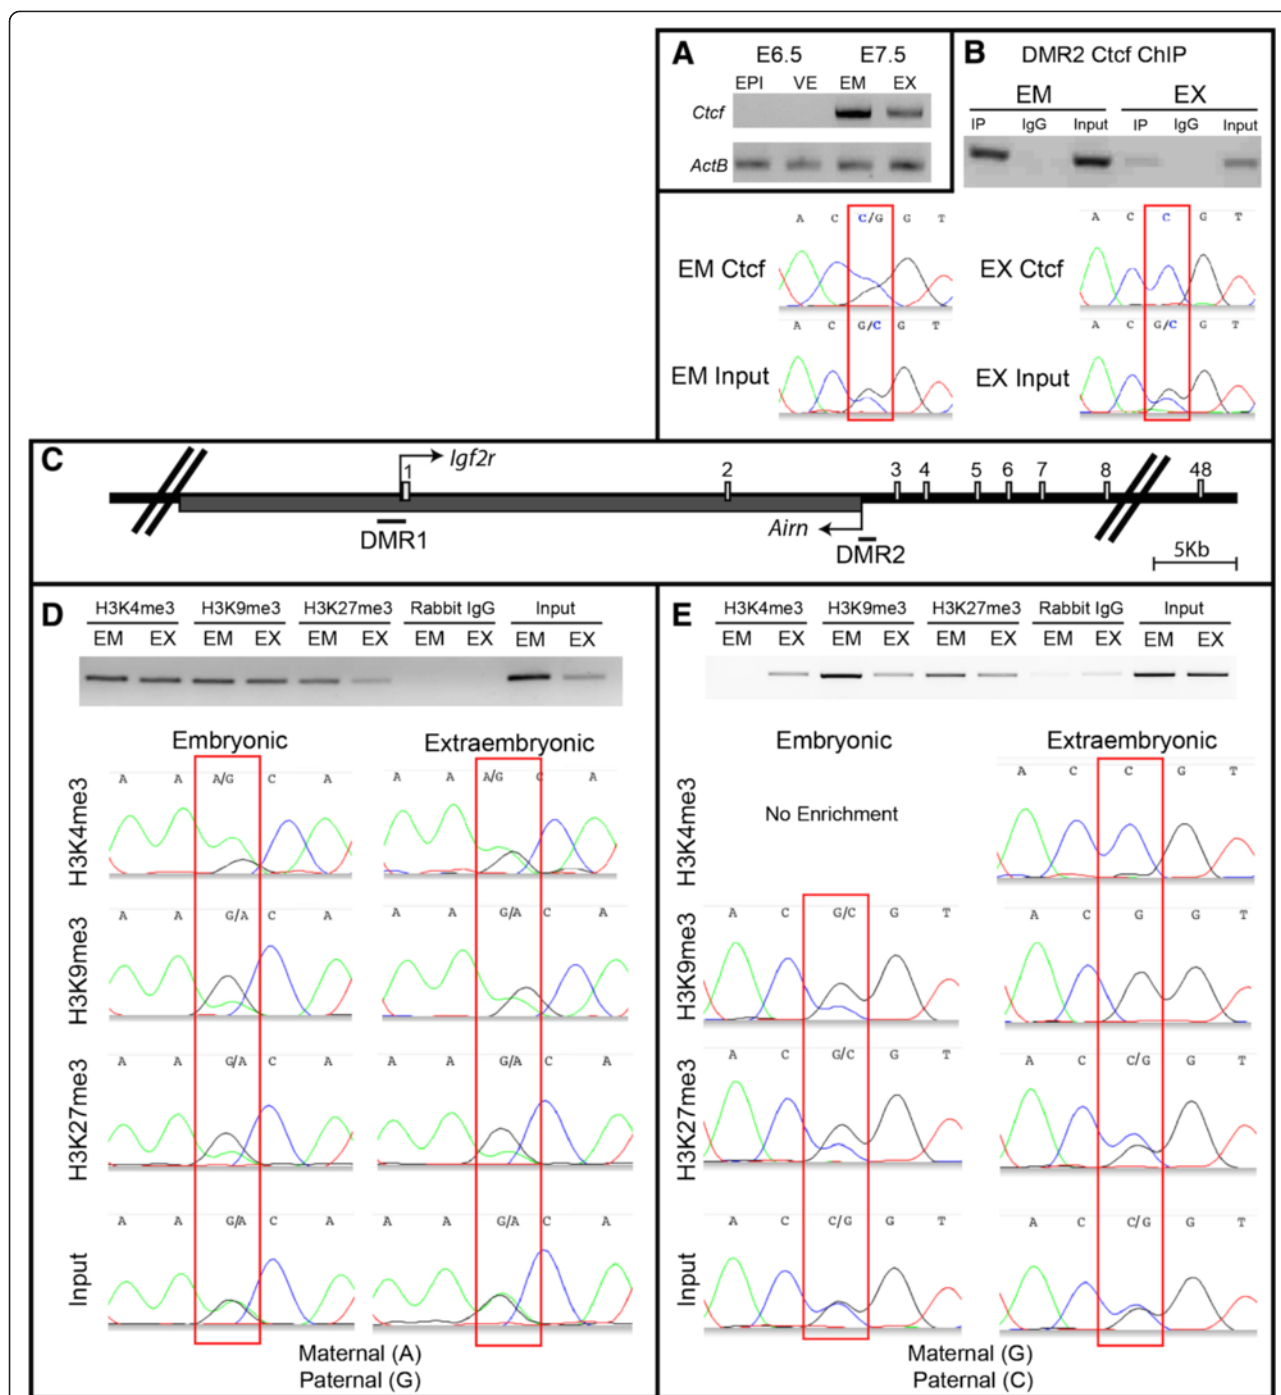 A
E6.5 E7.5
EPI VE EM EX
Ctcf
ActB
B DMR2 Ctcf ChIP
EM EX
IP IgG Input IP IgG Input
A C C/G G T
EM Ctcf
A C G/C G T
EM Input
A C C G T
EX Ctcf
A C G/C G T
EX Input
C
Igf2r
1 2 3 4 5 6 7 8 48
Airn
DMR1
DMR2
5Kb
D
H3K4me3 H3K9me3 H3K27me3 Rabbit IgG Input
EM EX EM EX EM EX EM EX EM EX
Embryonic Extraembryonic
H3K4me3
A A A/G C A
A A A/G C A
H3K9me3
A A G/A C A
A A G/A C A
H3K27me3
A A G/A C A
A A G/A C A
Input
A A G/A C A
A A G/A C A
Maternal (A)
Paternal (G)
E
H3K4me3 H3K9me3 H3K27me3 Rabbit IgG Input
EM EX EM EX EM EX EM EX EM EX
Embryonic Extraembryonic
H3K4me3
No Enrichment
A C C G T
H3K9me3
A C G/C G T
A C G G T
H3K27me3
A C G/C G T
A C C/G G T
Input
A C C/G G T
A C C/G G T
Maternal (G)
Paternal (C)